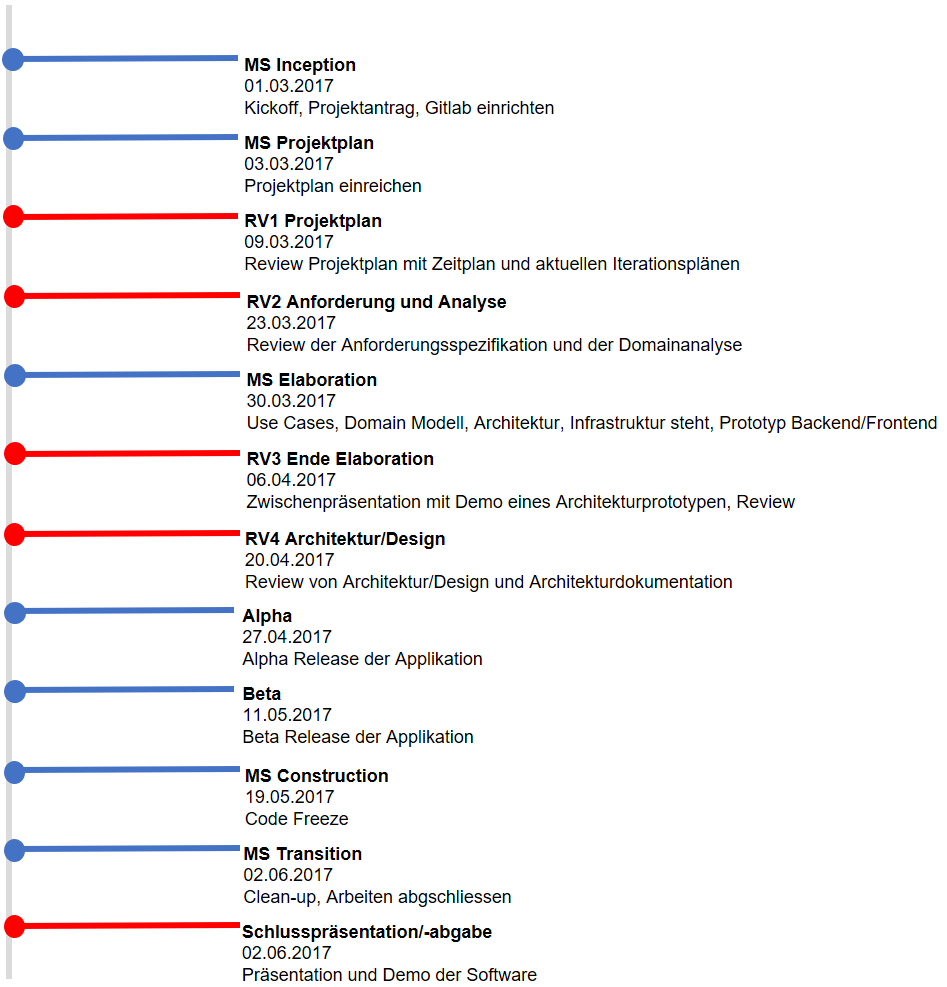 MS Inception
01.03.2017
Kickoff, Projektantrag, Gitlab einrichten
MS Projektplan
03.03.2017
Projektplan einreichen
RV1 Projektplan
09.03.2017
Review Projektplan mit Zeitplan und aktuellen Iterationsplänen
RV2 Anforderung und Analyse
23.03.2017
Review der Anforderungsspezifikation und der Domainanalyse
MS Elaboration
30.03.2017
Use Cases, Domain Modell, Architektur, Infrastruktur steht, Prototyp Backend/Frontend
RV3 Ende Elaboration
06.04.2017
Zwischenpräsentation mit Demo eines Architekturprototypen, Review
RV4 Architektur/Design
20.04.2017
Review von Architektur/Design und Architekturdokumentation
Alpha
27.04.2017
Alpha Release der Applikation
Beta
11.05.2017
Beta Release der Applikation
MS Construction
19.05.2017
Code Freeze
MS Transition
02.06.2017
Clean-up, Arbeiten abgschliessen
Schlusspräsentation/-abgabe
02.06.2017
Präsentation und Demo der Software